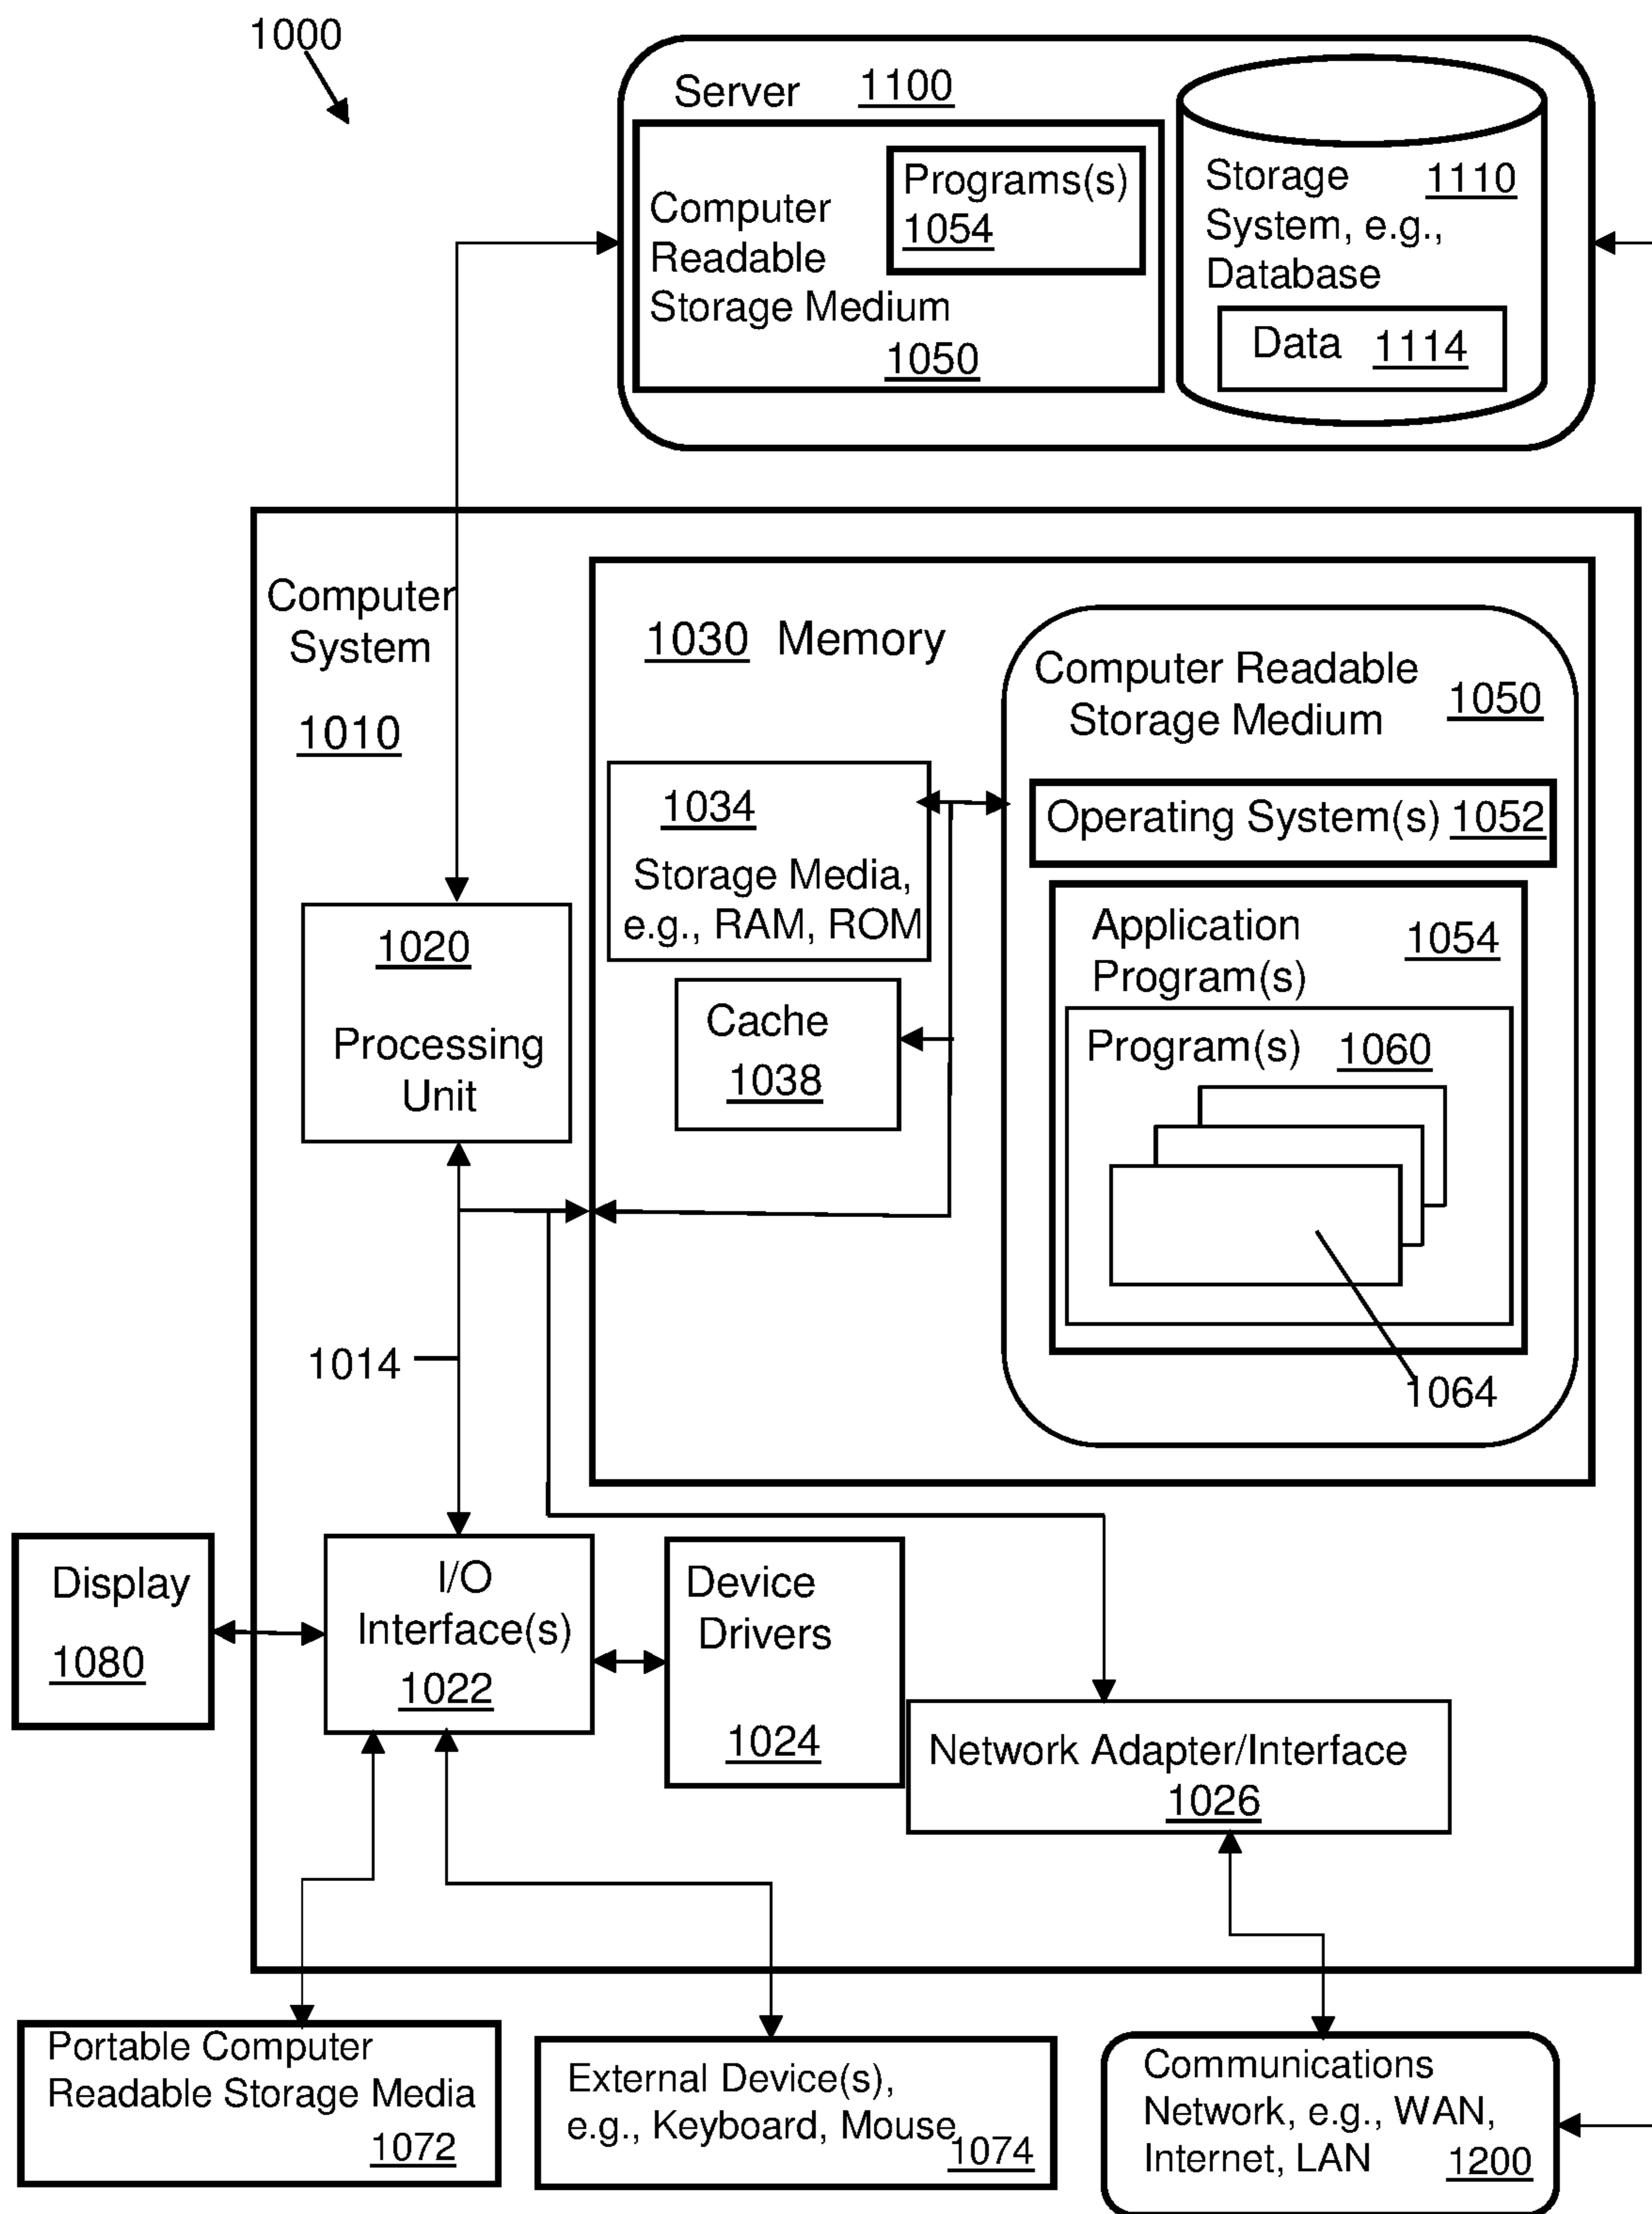 1000
Server 1100
Programs(s)
1054
Computer
Readable
Storage Medium
1050
Storage 1110
System, e.g.,
Database
Data 1114
Computer
System
1010
1030 Memory
Computer Readable
Storage Medium 1050
1034
Storage Media,
e.g., RAM, ROM
Operating System(s) 1052
1020
Processing
Unit
Cache
1038
Application
Program(s) 1054
Program(s) 1060
1064
1014
Display
1080
I/O
Interface(s)
1022
Device
Drivers
1024
Network Adapter/Interface
1026
Portable Computer
Readable Storage Media
1072
External Device(s),
e.g., Keyboard, Mouse
1074
Communications
Network, e.g., WAN,
Internet, LAN 1200